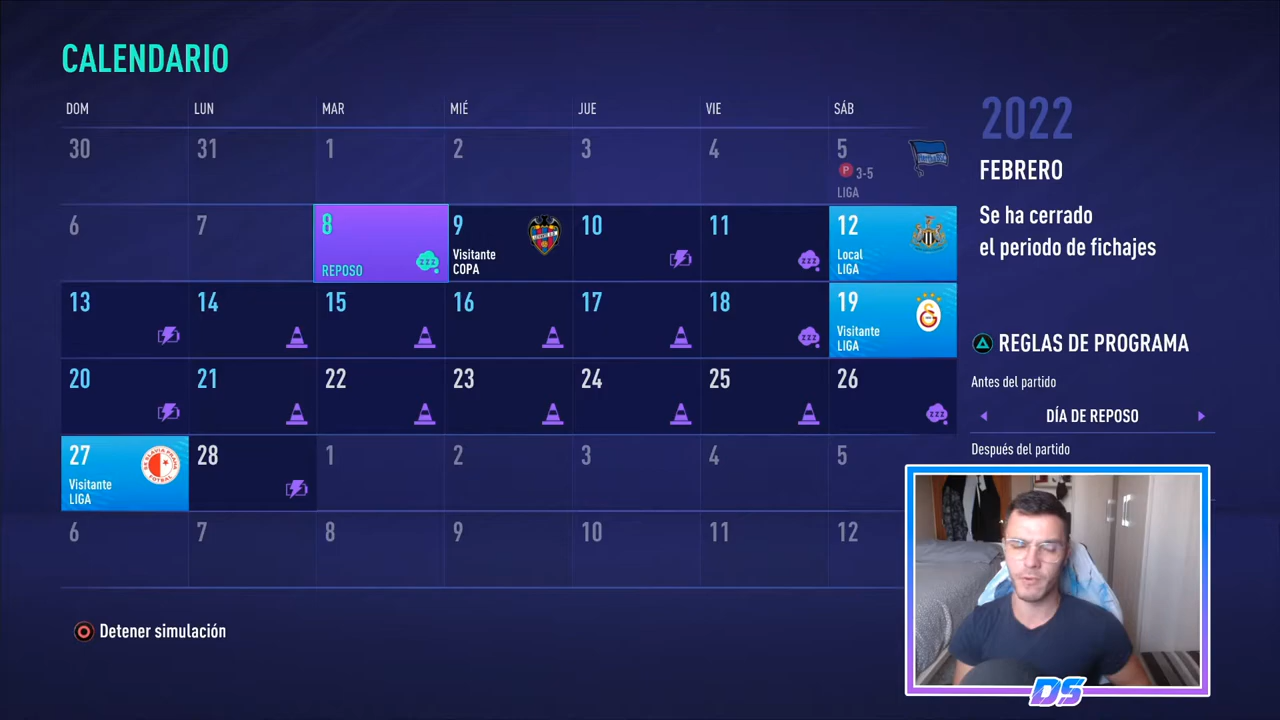 CALENDARIO
DOM LUN MAR MIÉ JUE VIE SÁB
30 31 1 2 3 4 5
P 3-5
LIGA
6 7 8 9 10 11 12
REPOSO
zzz
Visitante
COPA
zzz
Local
LIGA
13 14 15 16 17 18 19
zzz
Visitante
LIGA
20 21 22 23 24 25 26
zzz
27 28 1 2 3 4 5
Visitante
LIGA
6 7 8 9 10 11 12
2022
FEBRERO
Se ha cerrado
el periodo de fichajes
REGLAS DE PROGRAMA
Antes del partido
DÍA DE REPOSO
Después del partido
Detener simulación
DS